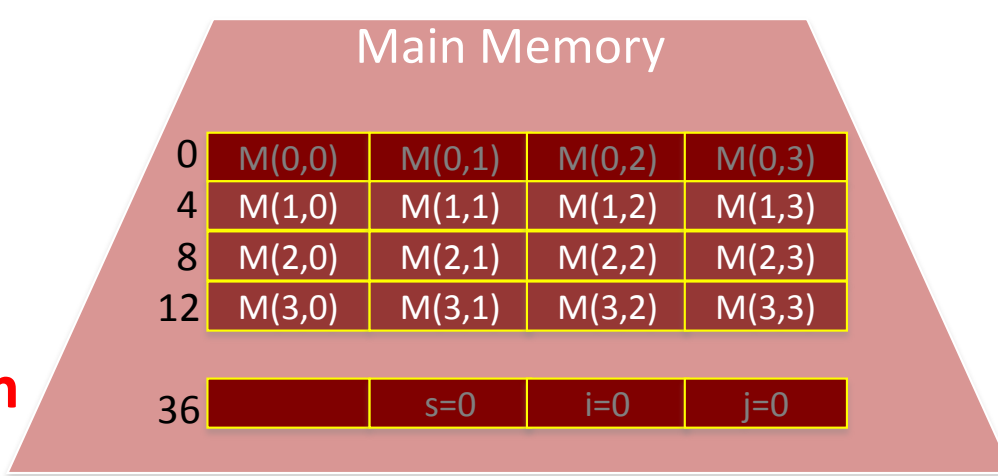 Main Memory
0 M(0,0) M(0,1) M(0,2) M(0,3)
4 M(1,0) M(1,1) M(1,2) M(1,3)
8 M(2,0) M(2,1) M(2,2) M(2,3)
12 M(3,0) M(3,1) M(3,2) M(3,3)
36 s=0 i=0 j=0